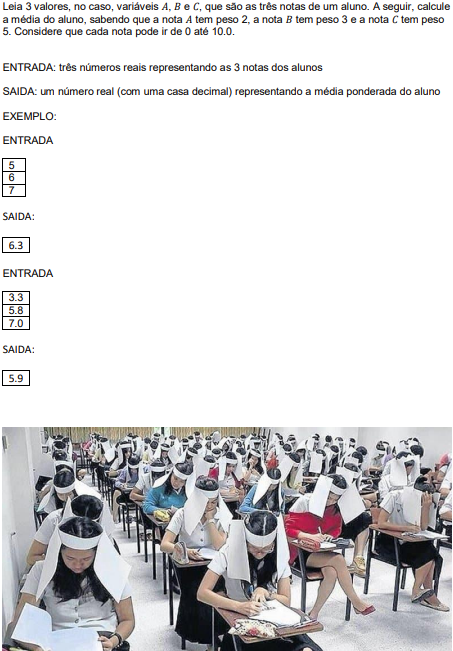 Leia 3 valores, no caso, variáveis A, B e C, que são as três notas de um aluno. A seguir, calcule
a média do aluno, sabendo que a nota A tem peso 2, a nota B tem peso 3 e a nota C tem peso
5. Considere que cada nota pode ir de 0 até 10.0.
ENTRADA: três números reais representando as 3 notas dos alunos
SAIDA: um número real (com uma casa decimal) representando a média ponderada do aluno
EXEMPLO:
ENTRADA
5
6
7
SAIDA:
6.3
ENTRADA
3.3
5.8
7.0
SAIDA:
5.9